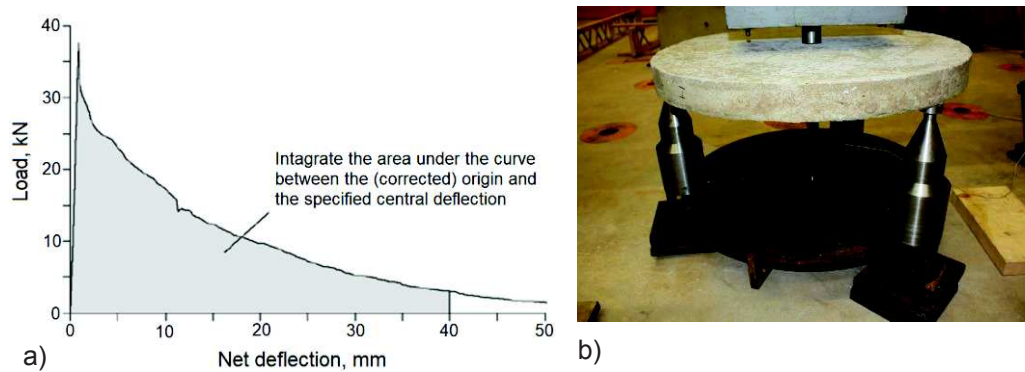 40
30
20
10
0
Load, kN
Intagrate the area under the curve
between the (corrected) origin and
the specified central deflection
0
10
20
30
40
50
Net deflection, mm
a)
b)